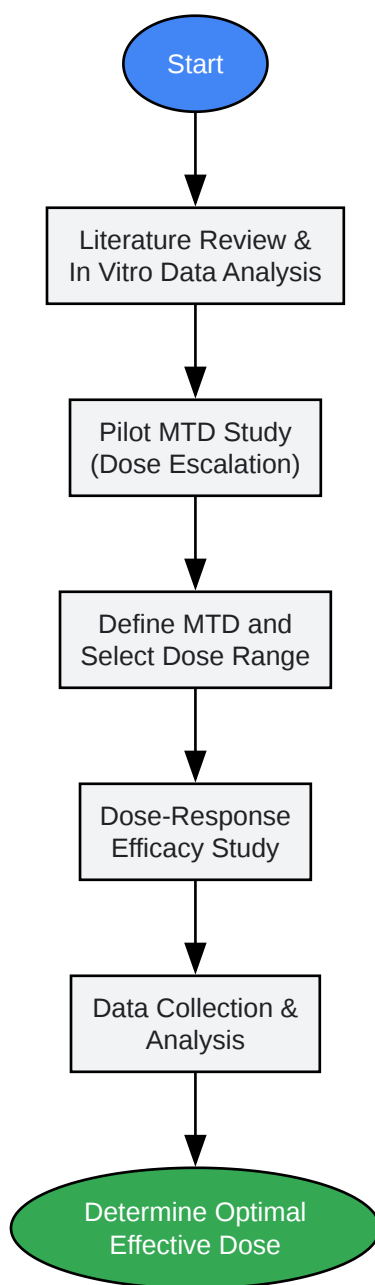 Start
Literature Review &
In Vitro Data Analysis
Pilot MTD Study
(Dose Escalation)
Define MTD and
Select Dose Range
Dose-Response
Efficacy Study
Data Collection &
Analysis
Determine Optimal
Effective Dose